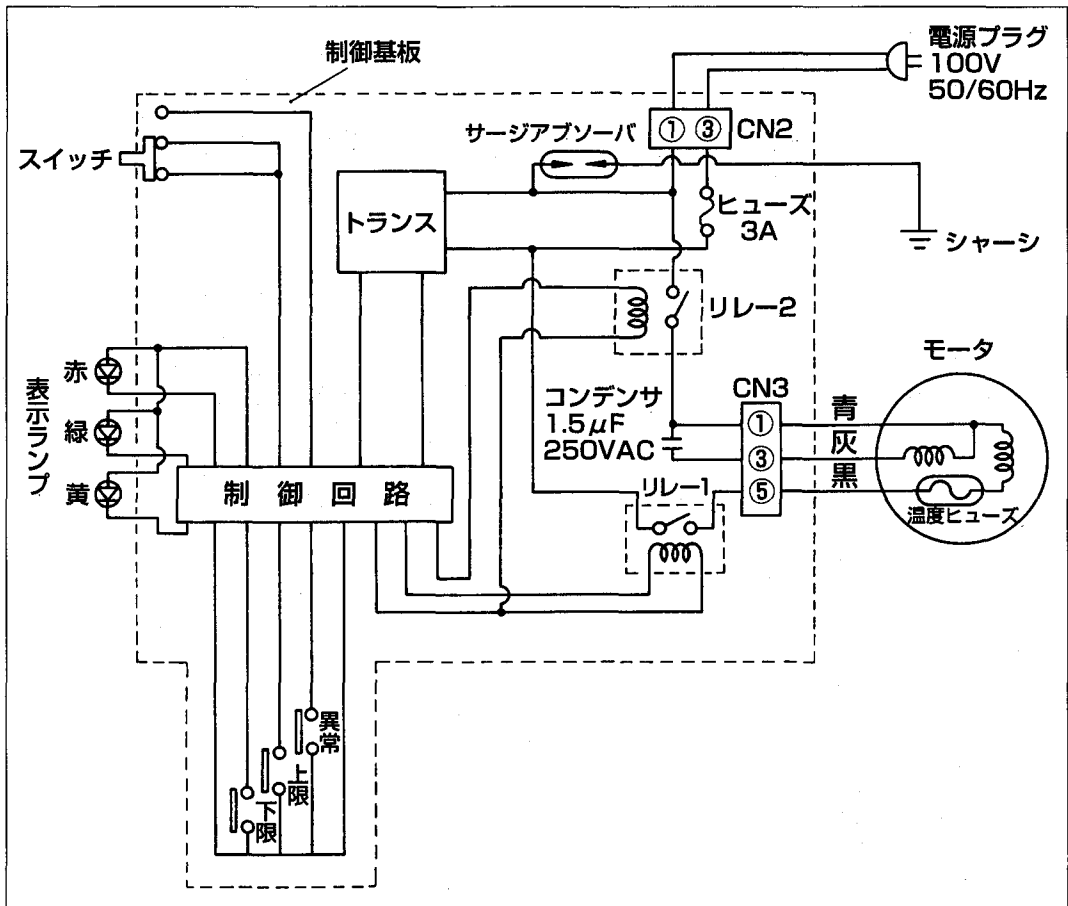 制御基板
電源プラグ
100V
50/60Hz
サージアブソーバ
① ③ CN2
スイッチ
トランス
ヒューズ
3A
シャーシ
リレー2
モータ
表示ランプ
赤
緑
黄
コンデンサ
1.5μF
250VAC
CN3
①
③
⑤
青
灰
黒
リレー1
温度ヒューズ
制御回路
異常
上限
下限